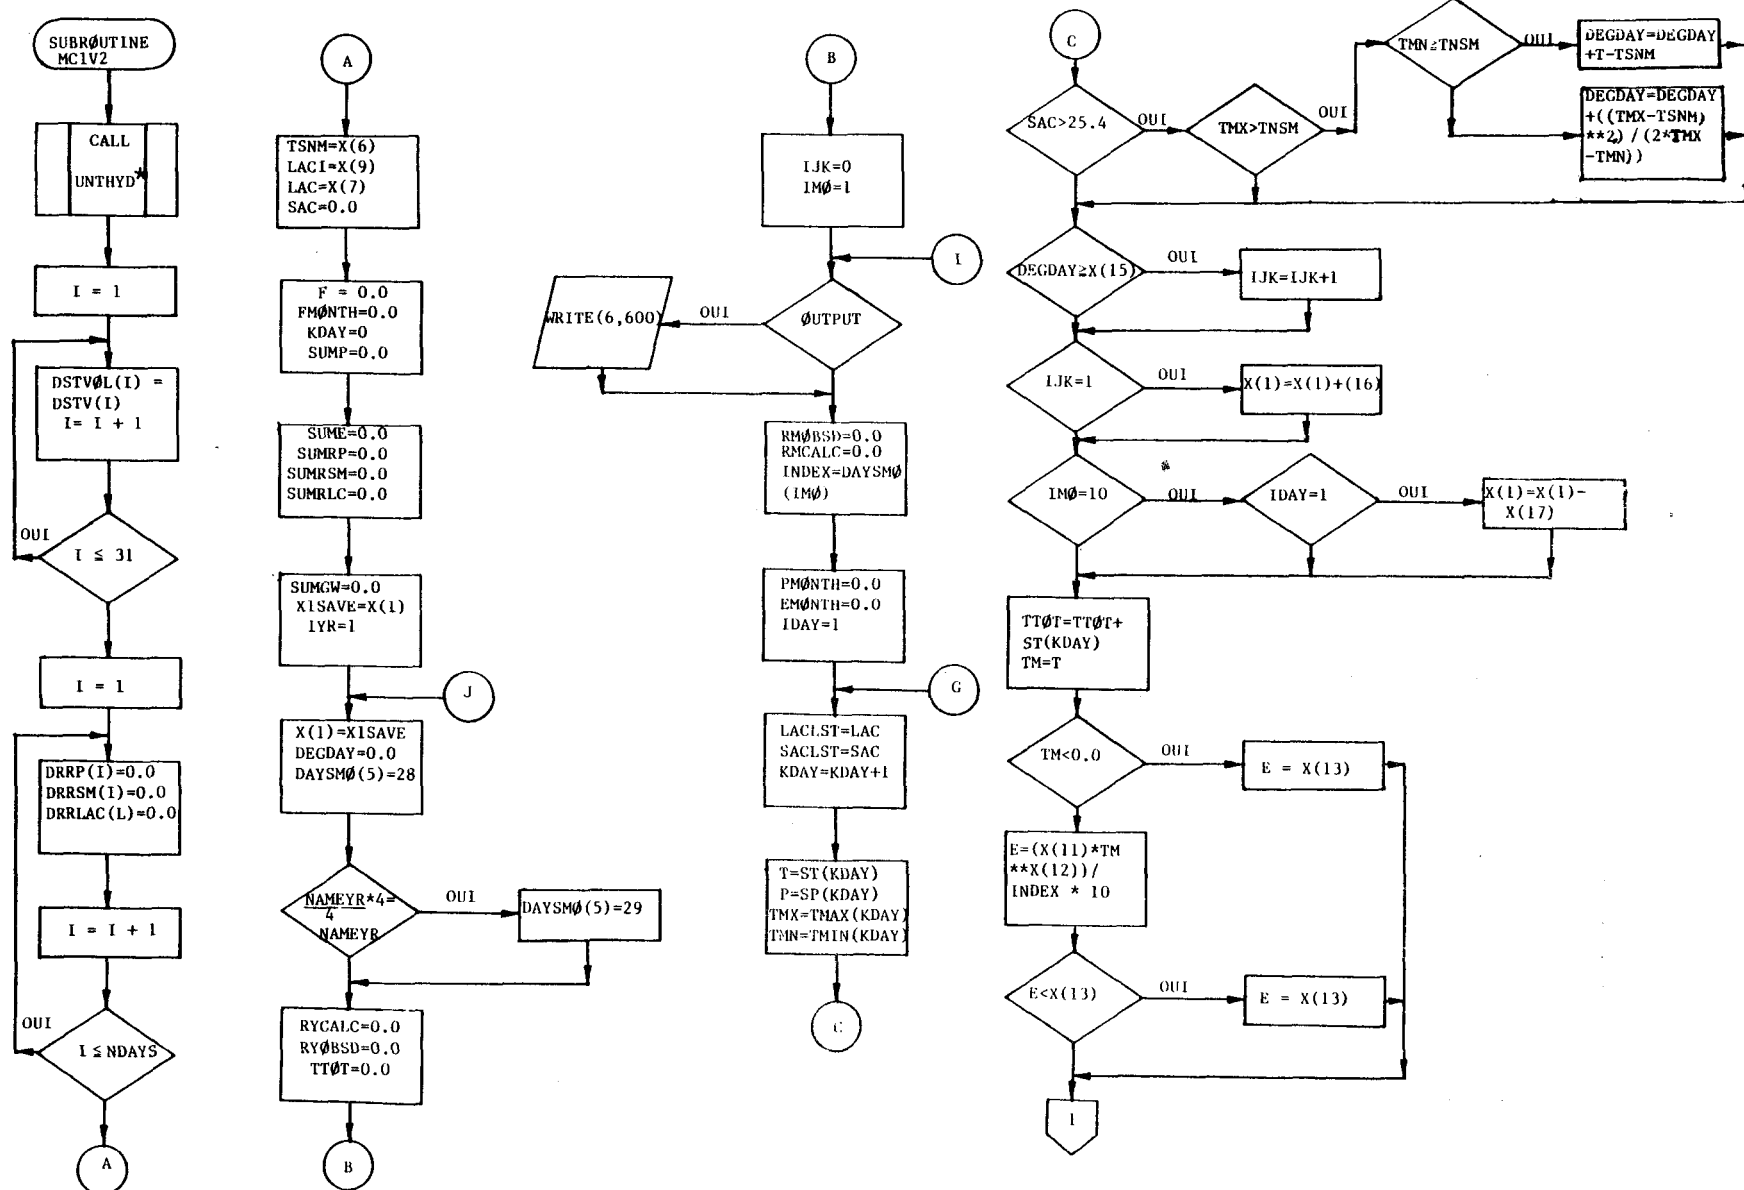 SUBRØUTINE
MC1V2
CALL
UNTHYD*
I = 1
DSTVØL(I) =
DSTV(I)
I= I + 1
OUI
I ≦ 31
I = 1
DRRP(I)=0.0
DRRSM(I)=0.0
DRRLAC(L)=0.0
I = I + 1
OUI
I ≦ NDAYS
A
A
TSNM=X(6)
LACI=X(9)
LAC=X(7)
SAC=0.0
F = 0.0
FMØNTH=0.0
KDAY=0
SUMP=0.0
SUME=0.0
SUMRP=0.0
SUMRSM=0.0
SUMRLC=0.0
SUMGW=0.0
X1SAVE=X(1)
IYR=1
J
X(1)=X1SAVE
DEGDAY=0.0
DAYSMØ(5)=28
NAMEYR*4=
4
NAMEYR
OUI
DAYSMØ(5)=29
RYCALC=0.0
RYØBSD=0.0
TTØT=0.0
B
B
IJK=0
IMØ=1
I
ØUTPUT
OUI
WRITE(6,600)
RMØBSD=0.0
RMCALC=0.0
INDEX=DAYSMØ
(IMØ)
PMØNTH=0.0
EMØNTH=0.0
IDAY=1
G
LACLST=LAC
SACLST=SAC
KDAY=KDAY+1
T=ST(KDAY)
P=SP(KDAY)
TMX=TMAX(KDAY)
TMN=TMIN(KDAY)
C
C
SAC>25.4
OUI
TMX>TNSM
OUI
TMN≧TNSM
OUI
DEGDAY=DEGDAY
+T-TSNM
DEGDAY=DEGDAY
+((TMX-TSNM)
**2)/(2*TMX
-TMN))
DEGDAY≧X(15)
OUI
IJK=IJK+1
IJK=1
OUI
X(1)=X(1)+(16)
IMØ=10
OUI
IDAY=1
OUI
X(1)=X(1)-
X(17)
TTØT=TTØT+
ST(KDAY)
TM=T
TM<0.0
OUI
E = X(13)
E=(X(11)*TM
**X(12))/
INDEX * 10
E<X(13)
OUI
E = X(13)
1